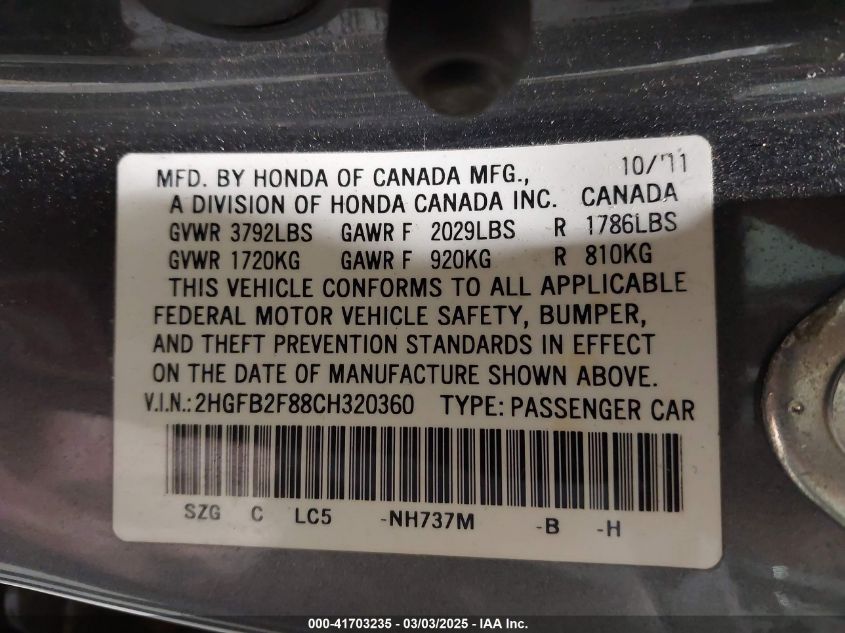 10/'11
MFD. BY HONDA OF CANADA MFG.,
A DIVISION OF HONDA CANADA INC. CANADA
GVWR 3792LBS GAWR F 2029LBS R 1786LBS
GVWR 1720KG GAWR F 920KG R 810KG
THIS VEHICLE CONFORMS TO ALL APPLICABLE
FEDERAL MOTOR VEHICLE SAFETY, BUMPER,
AND THEFT PREVENTION STANDARDS IN EFFECT
ON THE DATE OF MANUFACTURE SHOWN ABOVE.
V.I.N.: 2HGFB2F88CH320360 TYPE: PASSENGER CAR
SZG C LC5 -NH737M -B -H
000-41703235 - 03/03/2025 - IAA Inc.